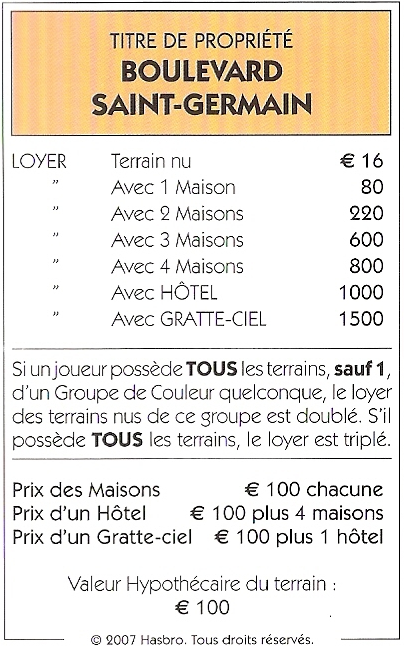 TITRE DE PROPRIÉTÉ
BOULEVARD
SAINT-GERMAIN
LOYER Terrain nu € 16
" Avec 1 Maison 80
" Avec 2 Maisons 220
" Avec 3 Maisons 600
" Avec 4 Maisons 800
" Avec HÔTEL 1000
" Avec GRATTE-CIEL 1500
Si un joueur possède TOUS les terrains, sauf 1,
d'un Groupe de Couleur quelconque, le loyer
des terrains nus de ce groupe est doublé. S'il
possède TOUS les terrains, le loyer est triplé.
Prix des Maisons € 100 chacune
Prix d'un Hôtel € 100 plus 4 maisons
Prix d'un Gratte-ciel € 100 plus 1 hôtel
Valeur Hypothécaire du terrain :
€ 100
© 2007 Hasbro. Tous droits réservés.